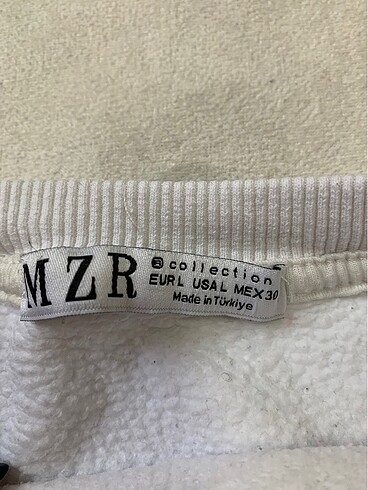 MZR
® collection
EUR L USA L MEX 30
Made in Türkiye